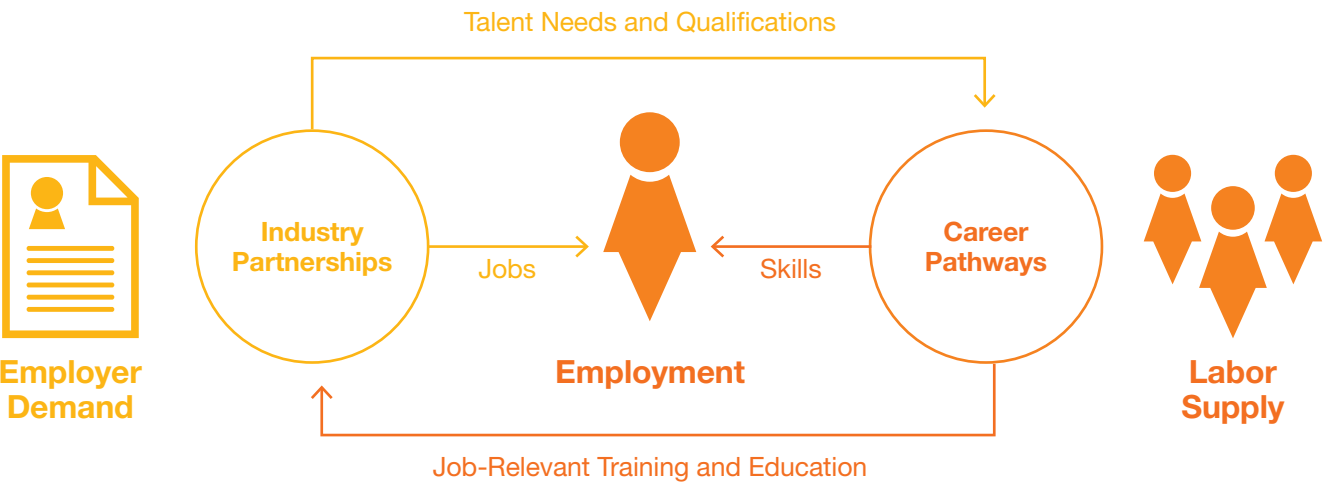 Talent Needs and Qualifications
Industry
Partnerships
Jobs
Skills
Career
Pathways
Employer
Demand
Employment
Labor
Supply
Job-Relevant Training and Education